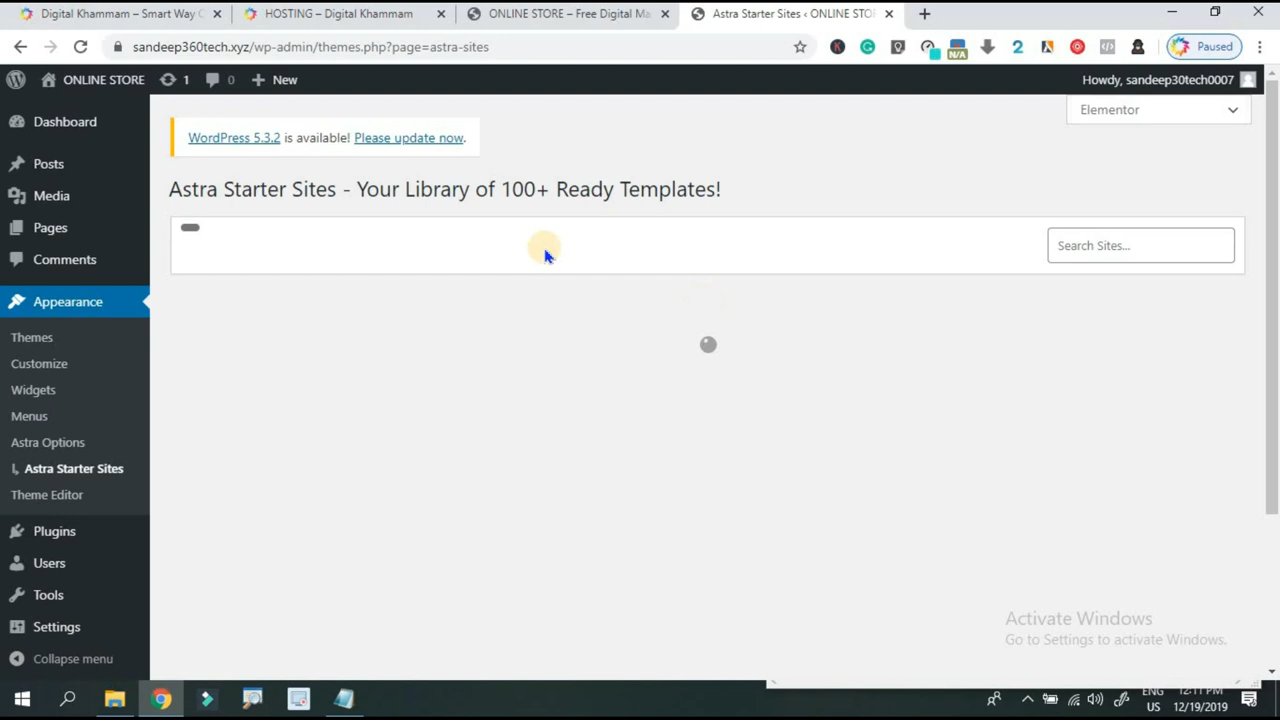 Digital Khammam – Smart Way
HOSTING – Digital Khammam
ONLINE STORE – Free Digital Ma
Astra Starter Sites ‹ ONLINE STO
sandeep360tech.xyz/wp-admin/themes.php?page=astra-sites
N/A
2
Paused
ONLINE STORE
1
0
New
Howdy, sandeep30tech0007
Elementor
Dashboard
WordPress 5.3.2 is available! Please update now.
Posts
Astra Starter Sites - Your Library of 100+ Ready Templates!
Media
Pages
Search Sites...
Comments
Appearance
Themes
Customize
Widgets
Menus
Astra Options
Astra Starter Sites
Theme Editor
Plugins
Users
Tools
Settings
Collapse menu
Activate Windows
Go to Settings to activate Windows.
ENG
US
12:11 PM
12/19/2019